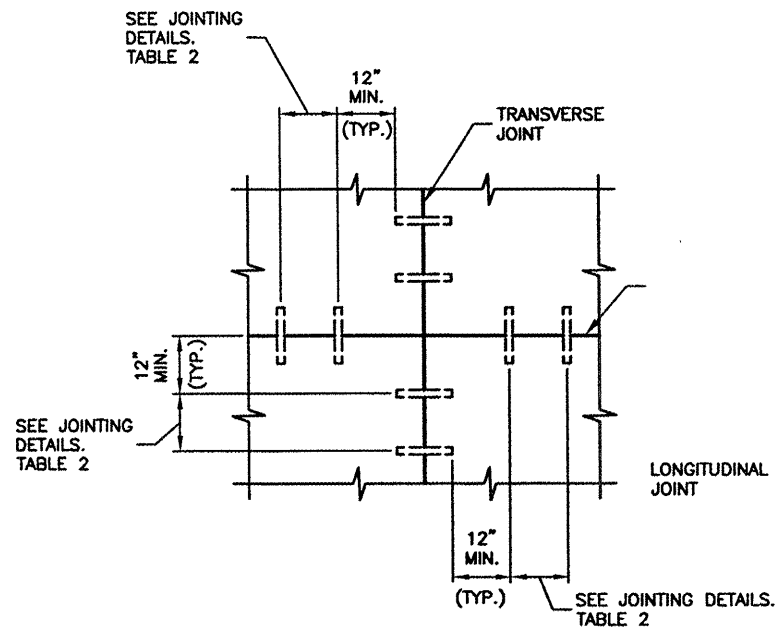 SEE JOINTING
DETAILS.
TABLE 2
12"
MIN.
(TYP.)
TRANSVERSE
JOINT
12"
MIN.
(TYP.)
SEE JOINTING
DETAILS.
TABLE 2
LONGITUDINAL
JOINT
12"
MIN.
(TYP.)
SEE JOINTING DETAILS.
TABLE 2